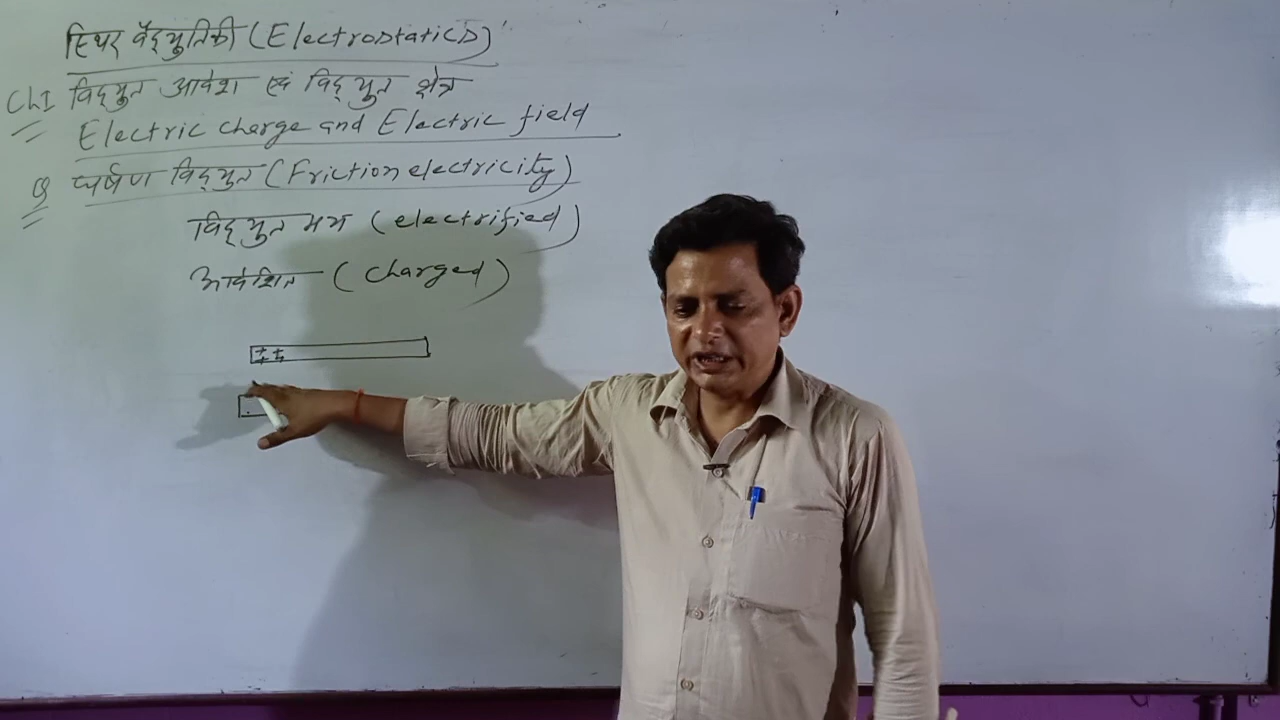 स्थिर वैद्युतिकी (Electrostatics)
Ch1 विद्युत आवेश एवं विद्युत क्षेत्र
Electric charge and Electric field
Q घर्षण विद्युत (Friction electricity)
विद्युत मय (electrified)
आवेशित (charged)
++
++